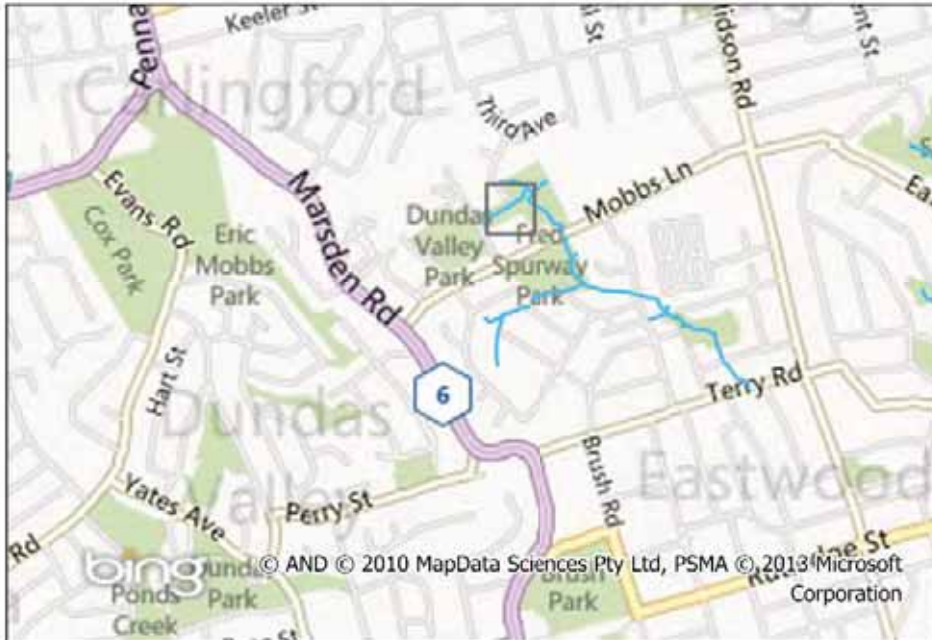 Keeler St
Penna
Carlingford
Third Ave
Mobbs Ln
Marsden Rd
Evans Rd
Cox Park
Eric
Mobbs
Park
Valley
Park
Fred
Spurway
Park
Hart St
6
Dundas
Valley
Terry Rd
Eastwood
Brush Rd
Perry St
Yates Ave
Rd
bing
© AND © 2010 MapData Sciences Pty Ltd, PSMA © 2013 Microsoft
Corporation
Park
Ponds
Creek
Brush
Park